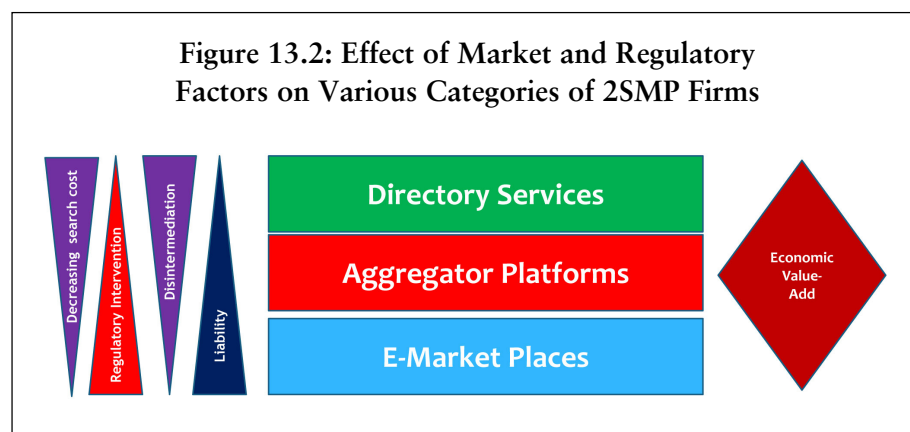 Figure 13.2: Effect of Market and Regulatory
Factors on Various Categories of 2SMP Firms
Decreasing search cost
Regulatory Intervention
Disintermediation
Liability
Directory Services
Aggregator Platforms
E-Market Places
Economic
Value-
Add